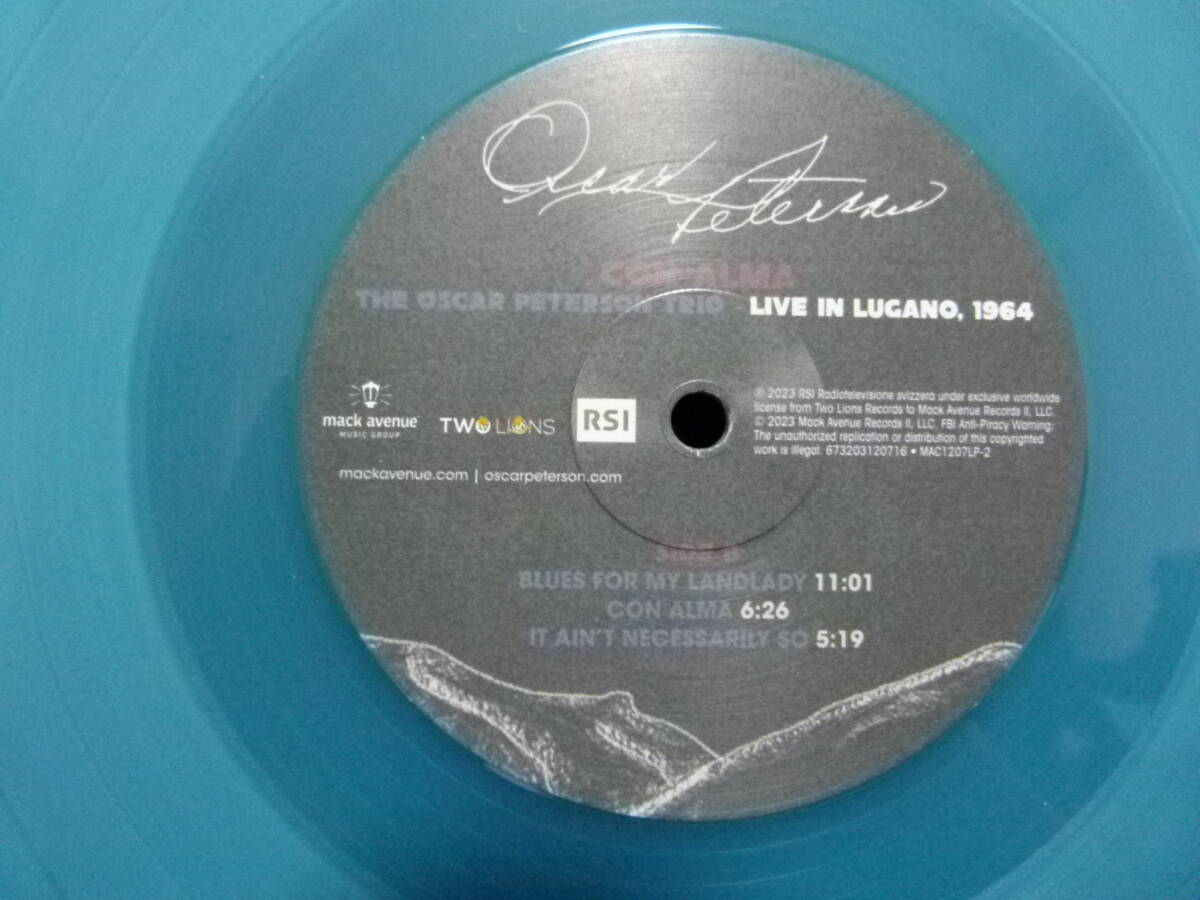 Oscar Peterson
CON ALMA
THE OSCAR PETERSON TRIO LIVE IN LUGANO, 1964
mack avenue
MUSIC GROUP
TWO LIONS
RSI
℗ 2023 RSI Radiotelevisione svizzera under exclusive worldwide
license from Two Lions Records to Mack Avenue Records II, LLC.
© 2023 Mack Avenue Records II, LLC. FBI Anti-Piracy Warning:
The unauthorized replication or distribution of this copyrighted
work is illegal. 673203120716 • MAC1207LP-2
mackavenue.com | oscarpeterson.com
BLUES FOR MY LANDLADY 11:01
CON ALMA 6:26
IT AIN'T NECESSARILY SO 5:19